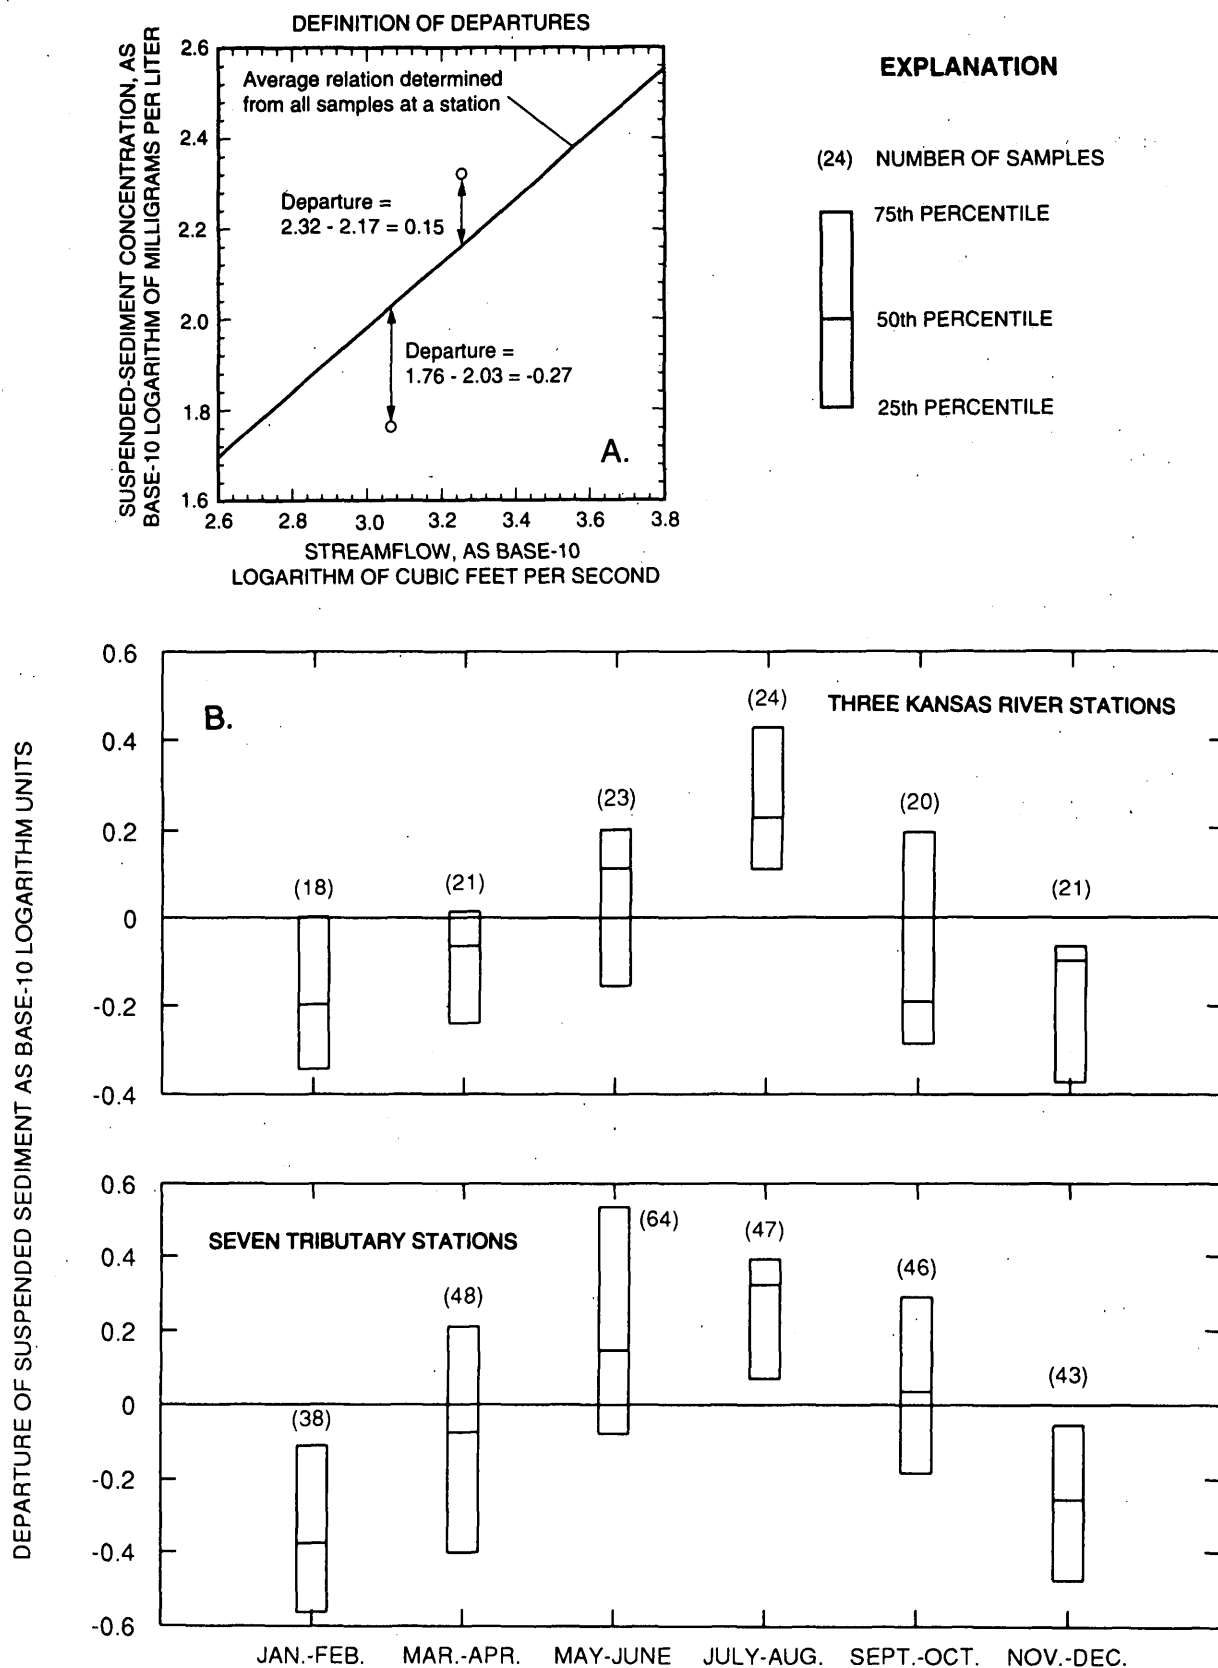 DEFINITION OF DEPARTURES
SUSPENDED-SEDIMENT CONCENTRATION, AS
BASE-10 LOGARITHM OF MILLIGRAMS PER LITER
2.6
2.4
2.2
2.0
1.8
1.6
Average relation determined
from all samples at a station
Departure =
2.32 - 2.17 = 0.15
Departure =
1.76 - 2.03 = -0.27
A.
2.6 2.8 3.0 3.2 3.4 3.6 3.8
STREAMFLOW, AS BASE-10
LOGARITHM OF CUBIC FEET PER SECOND
EXPLANATION
(24) NUMBER OF SAMPLES
75th PERCENTILE
50th PERCENTILE
25th PERCENTILE
DEPARTURE OF SUSPENDED SEDIMENT AS BASE-10 LOGARITHM UNITS
B.
THREE KANSAS RIVER STATIONS
0.6
0.4
0.2
0
-0.2
-0.4
(18) (21) (23) (24) (20) (21)
SEVEN TRIBUTARY STATIONS
0.6
0.4
0.2
0
-0.2
-0.4
-0.6
(38) (48) (64) (47) (46) (43)
JAN.-FEB. MAR.-APR. MAY-JUNE JULY-AUG. SEPT.-OCT. NOV.-DEC.